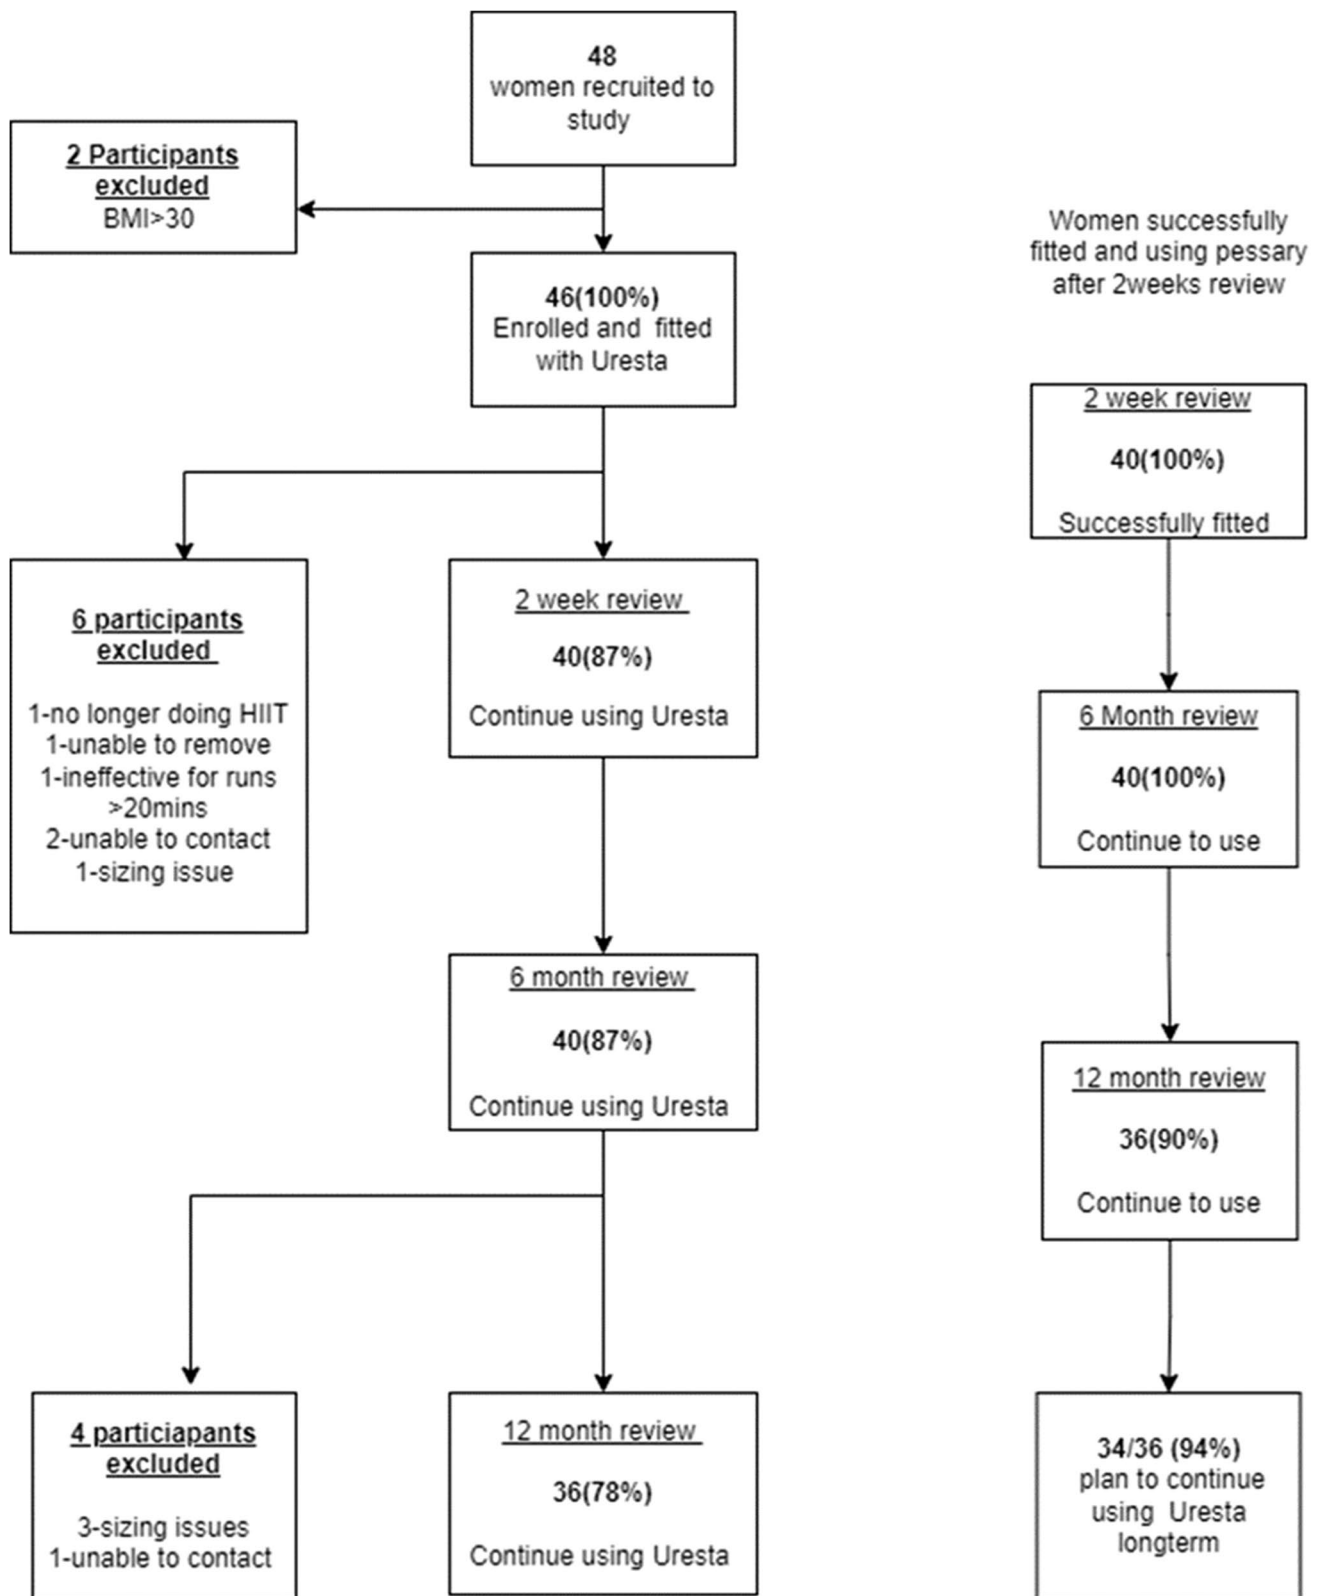 48
women recruited to
study
2 Participants
excluded
BMI>30
46(100%)
Enrolled and fitted
with Uresta
6 participants
excluded
1-no longer doing HIIT
1-unable to remove
1-ineffective for runs
>20mins
2-unable to contact
1-sizing issue
2 week review
40(87%)
Continue using Uresta
6 month review
40(87%)
Continue using Uresta
4 particiapants
excluded
3-sizing issues
1-unable to contact
12 month review
36(78%)
Continue using Uresta
Women successfully
fitted and using pessary
after 2weeks review
2 week review
40(100%)
Successfully fitted
6 Month review
40(100%)
Continue to use
12 month review
36(90%)
Continue to use
34/36 (94%)
plan to continue
using Uresta
longterm